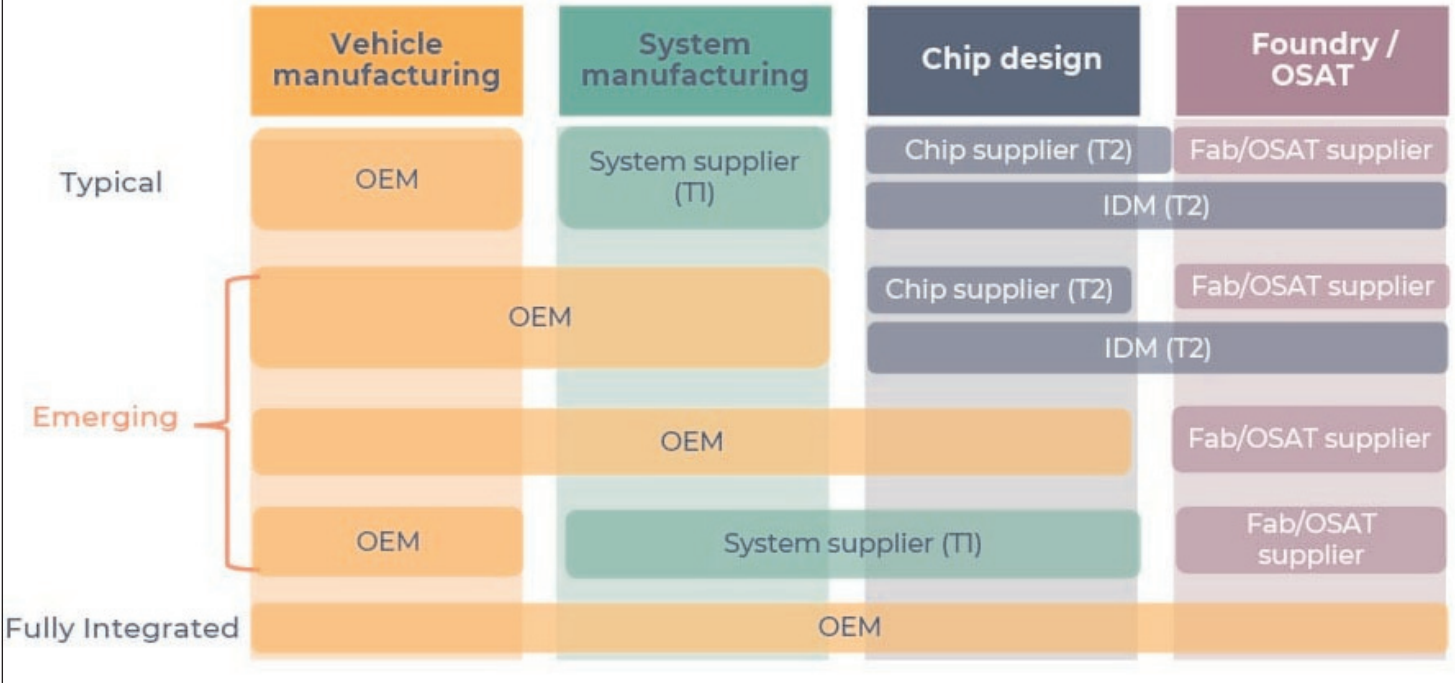 Vehicle
manufacturing
System
manufacturing
Chip design
Foundry /
OSAT
Typical
OEM
System supplier
(T1)
Chip supplier (T2)
Fab/OSAT supplier
IDM (T2)
Emerging
OEM
Chip supplier (T2)
Fab/OSAT supplier
IDM (T2)
OEM
Fab/OSAT supplier
OEM
System supplier (T1)
Fab/OSAT
supplier
Fully Integrated
OEM